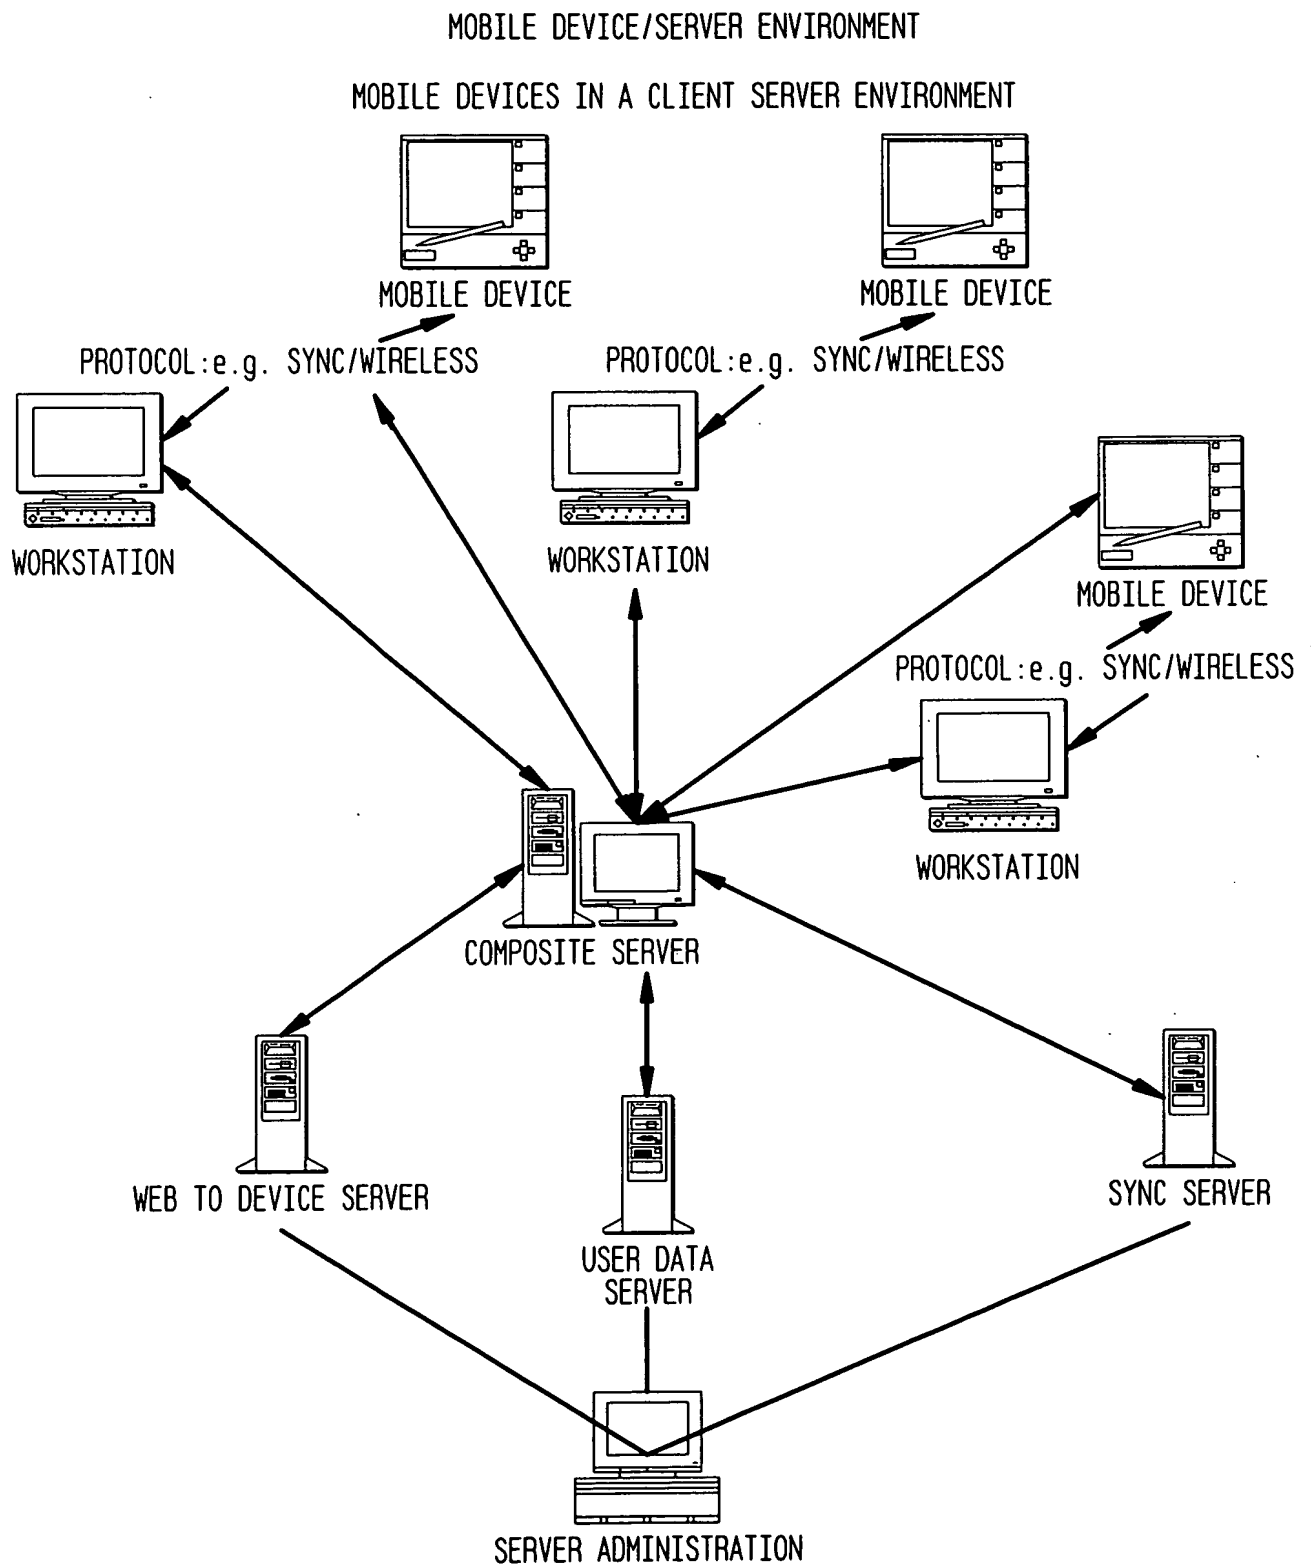 MOBILE DEVICE/SERVER ENVIRONMENT
MOBILE DEVICES IN A CLIENT SERVER ENVIRONMENT
MOBILE DEVICE
MOBILE DEVICE
PROTOCOL:e.g. SYNC/WIRELESS
PROTOCOL:e.g. SYNC/WIRELESS
WORKSTATION
WORKSTATION
MOBILE DEVICE
PROTOCOL:e.g. SYNC/WIRELESS
WORKSTATION
COMPOSITE SERVER
WEB TO DEVICE SERVER
SYNC SERVER
USER DATA
SERVER
SERVER ADMINISTRATION